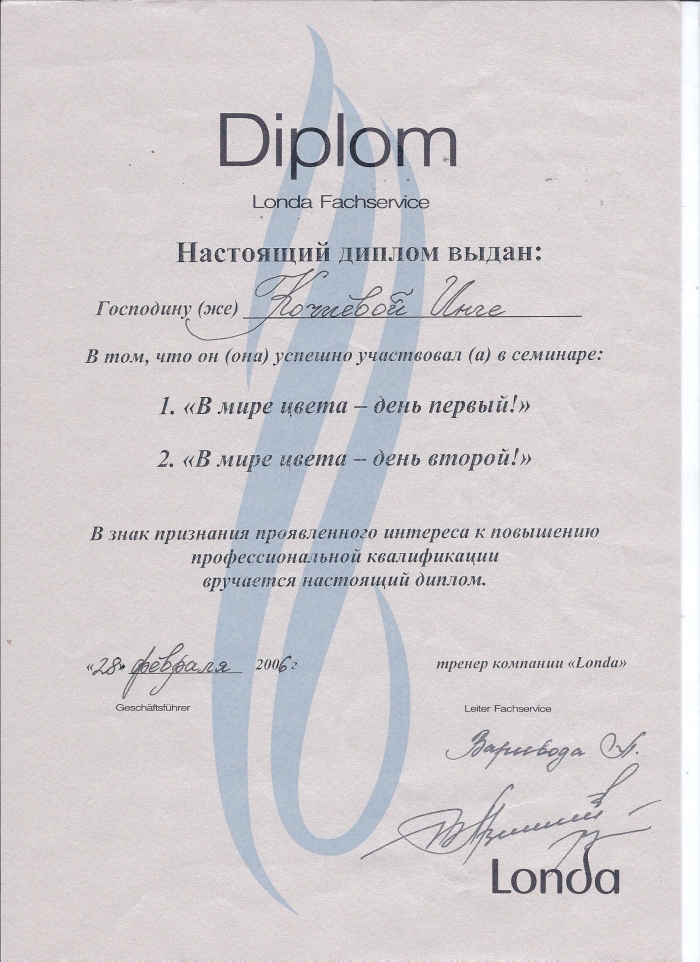 Diplom
Londa Fachservice
Настоящий диплом выдан:
Господину (же) Кочиевой Инге
В том, что он (она) успешно участвовал (а) в семинаре:
1. «В мире цвета – день первый!»
2. «В мире цвета – день второй!»
В знак признания проявленного интереса к повышению
профессиональной квалификации
вручается настоящий диплом.
«28» февраля 2006 г тренер компании «Londa»
Geschäftsführer Leiter Fachservice
Варивода А.
Londa